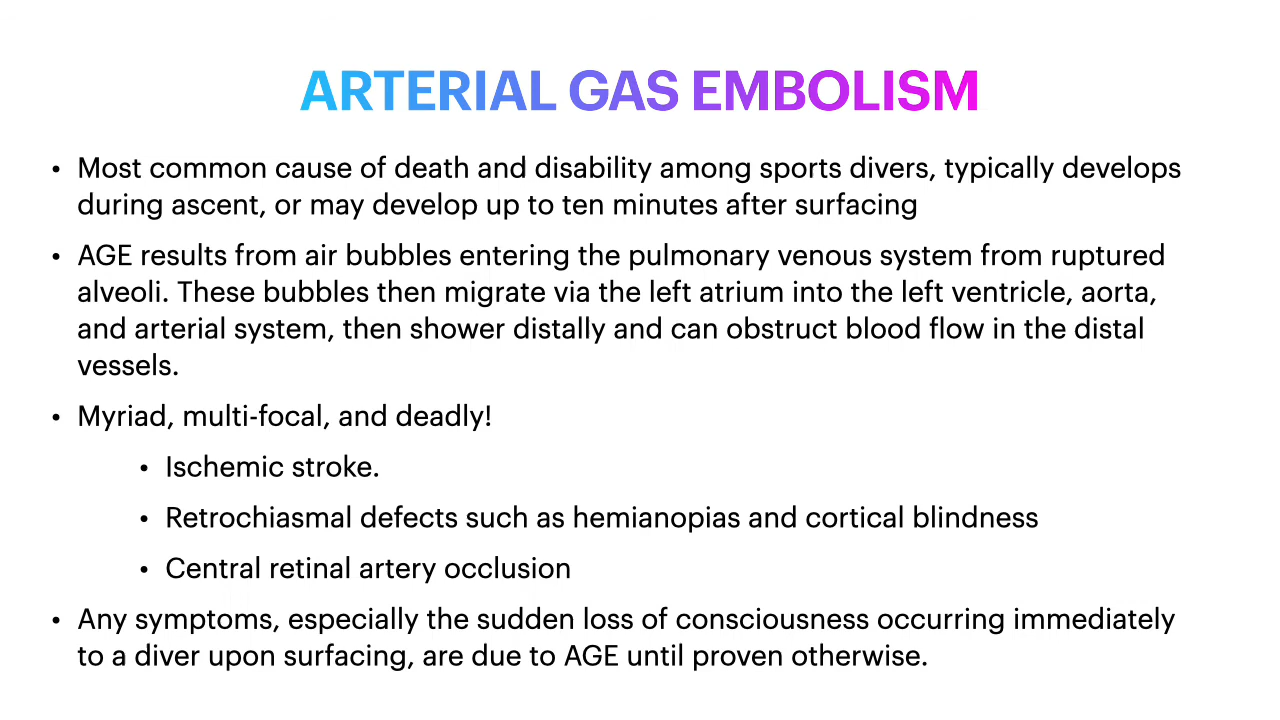 ARTERIAL GAS EMBOLISM
• Most common cause of death and disability among sports divers, typically develops
during ascent, or may develop up to ten minutes after surfacing
• AGE results from air bubbles entering the pulmonary venous system from ruptured
alveoli. These bubbles then migrate via the left atrium into the left ventricle, aorta,
and arterial system, then shower distally and can obstruct blood flow in the distal
vessels.
• Myriad, multi-focal, and deadly!
• Ischemic stroke.
• Retrochiasmal defects such as hemianopias and cortical blindness
• Central retinal artery occlusion
• Any symptoms, especially the sudden loss of consciousness occurring immediately
to a diver upon surfacing, are due to AGE until proven otherwise.